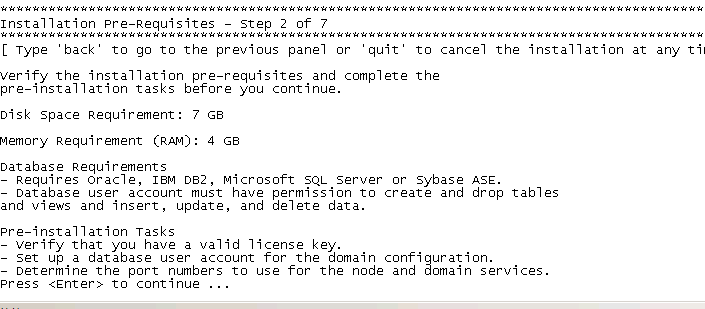 ********************************************************************************
Installation Pre-Requisites - Step 2 of 7
********************************************************************************
[ Type 'back' to go to the previous panel or 'quit' to cancel the installation at any
Verify the installation pre-requisites and complete the
pre-installation tasks before you continue.
Disk Space Requirement: 7 GB
Memory Requirement (RAM): 4 GB
Database Requirements
- Requires Oracle, IBM DB2, Microsoft SQL Server or Sybase ASE.
- Database user account must have permission to create and drop tables
and views and insert, update, and delete data.
Pre-installation Tasks
- Verify that you have a valid license key.
- Set up a database user account for the domain configuration.
- Determine the port numbers to use for the node and domain services.
Press <Enter> to continue ...